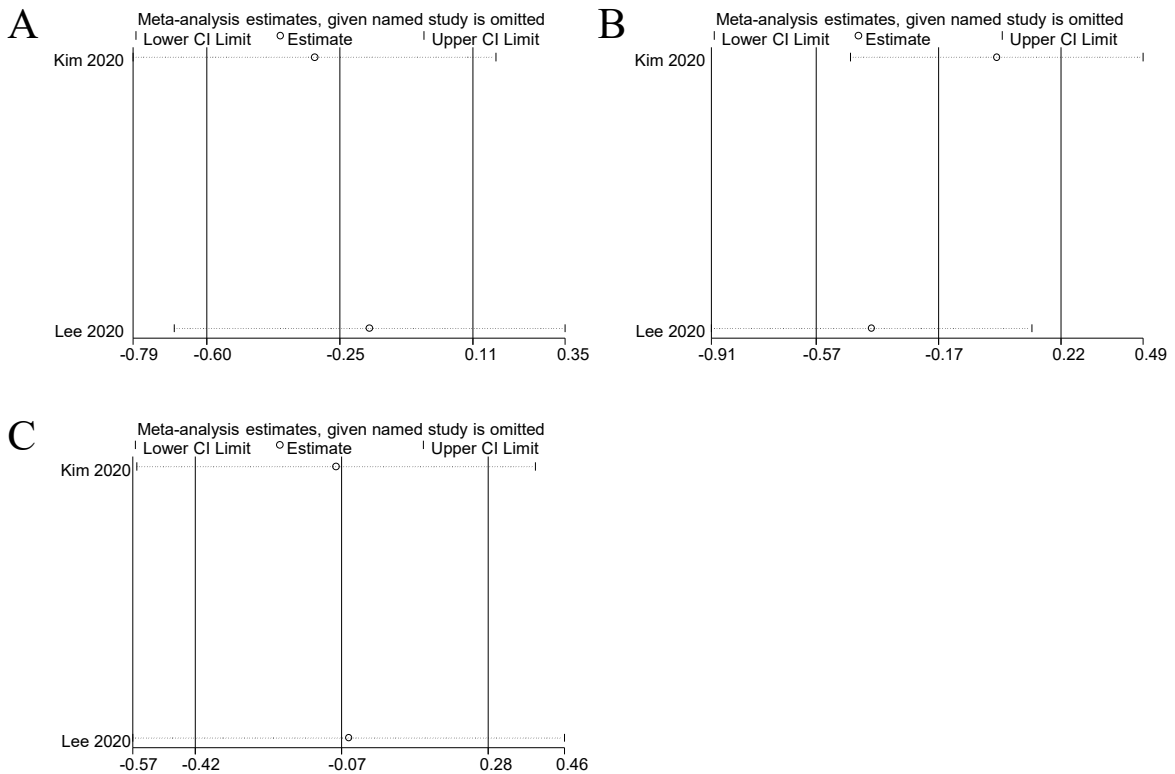 A
Meta-analysis estimates, given named study is omitted
Lower CI Limit Estimate Upper CI Limit
Kim 2020
Lee 2020
-0.79 -0.60 -0.25 0.11 0.35
B
Meta-analysis estimates, given named study is omitted
Lower CI Limit Estimate Upper CI Limit
Kim 2020
Lee 2020
-0.91 -0.57 -0.17 0.22 0.49
C
Meta-analysis estimates, given named study is omitted
Lower CI Limit Estimate Upper CI Limit
Kim 2020
Lee 2020
-0.57 -0.42 -0.07 0.28 0.46